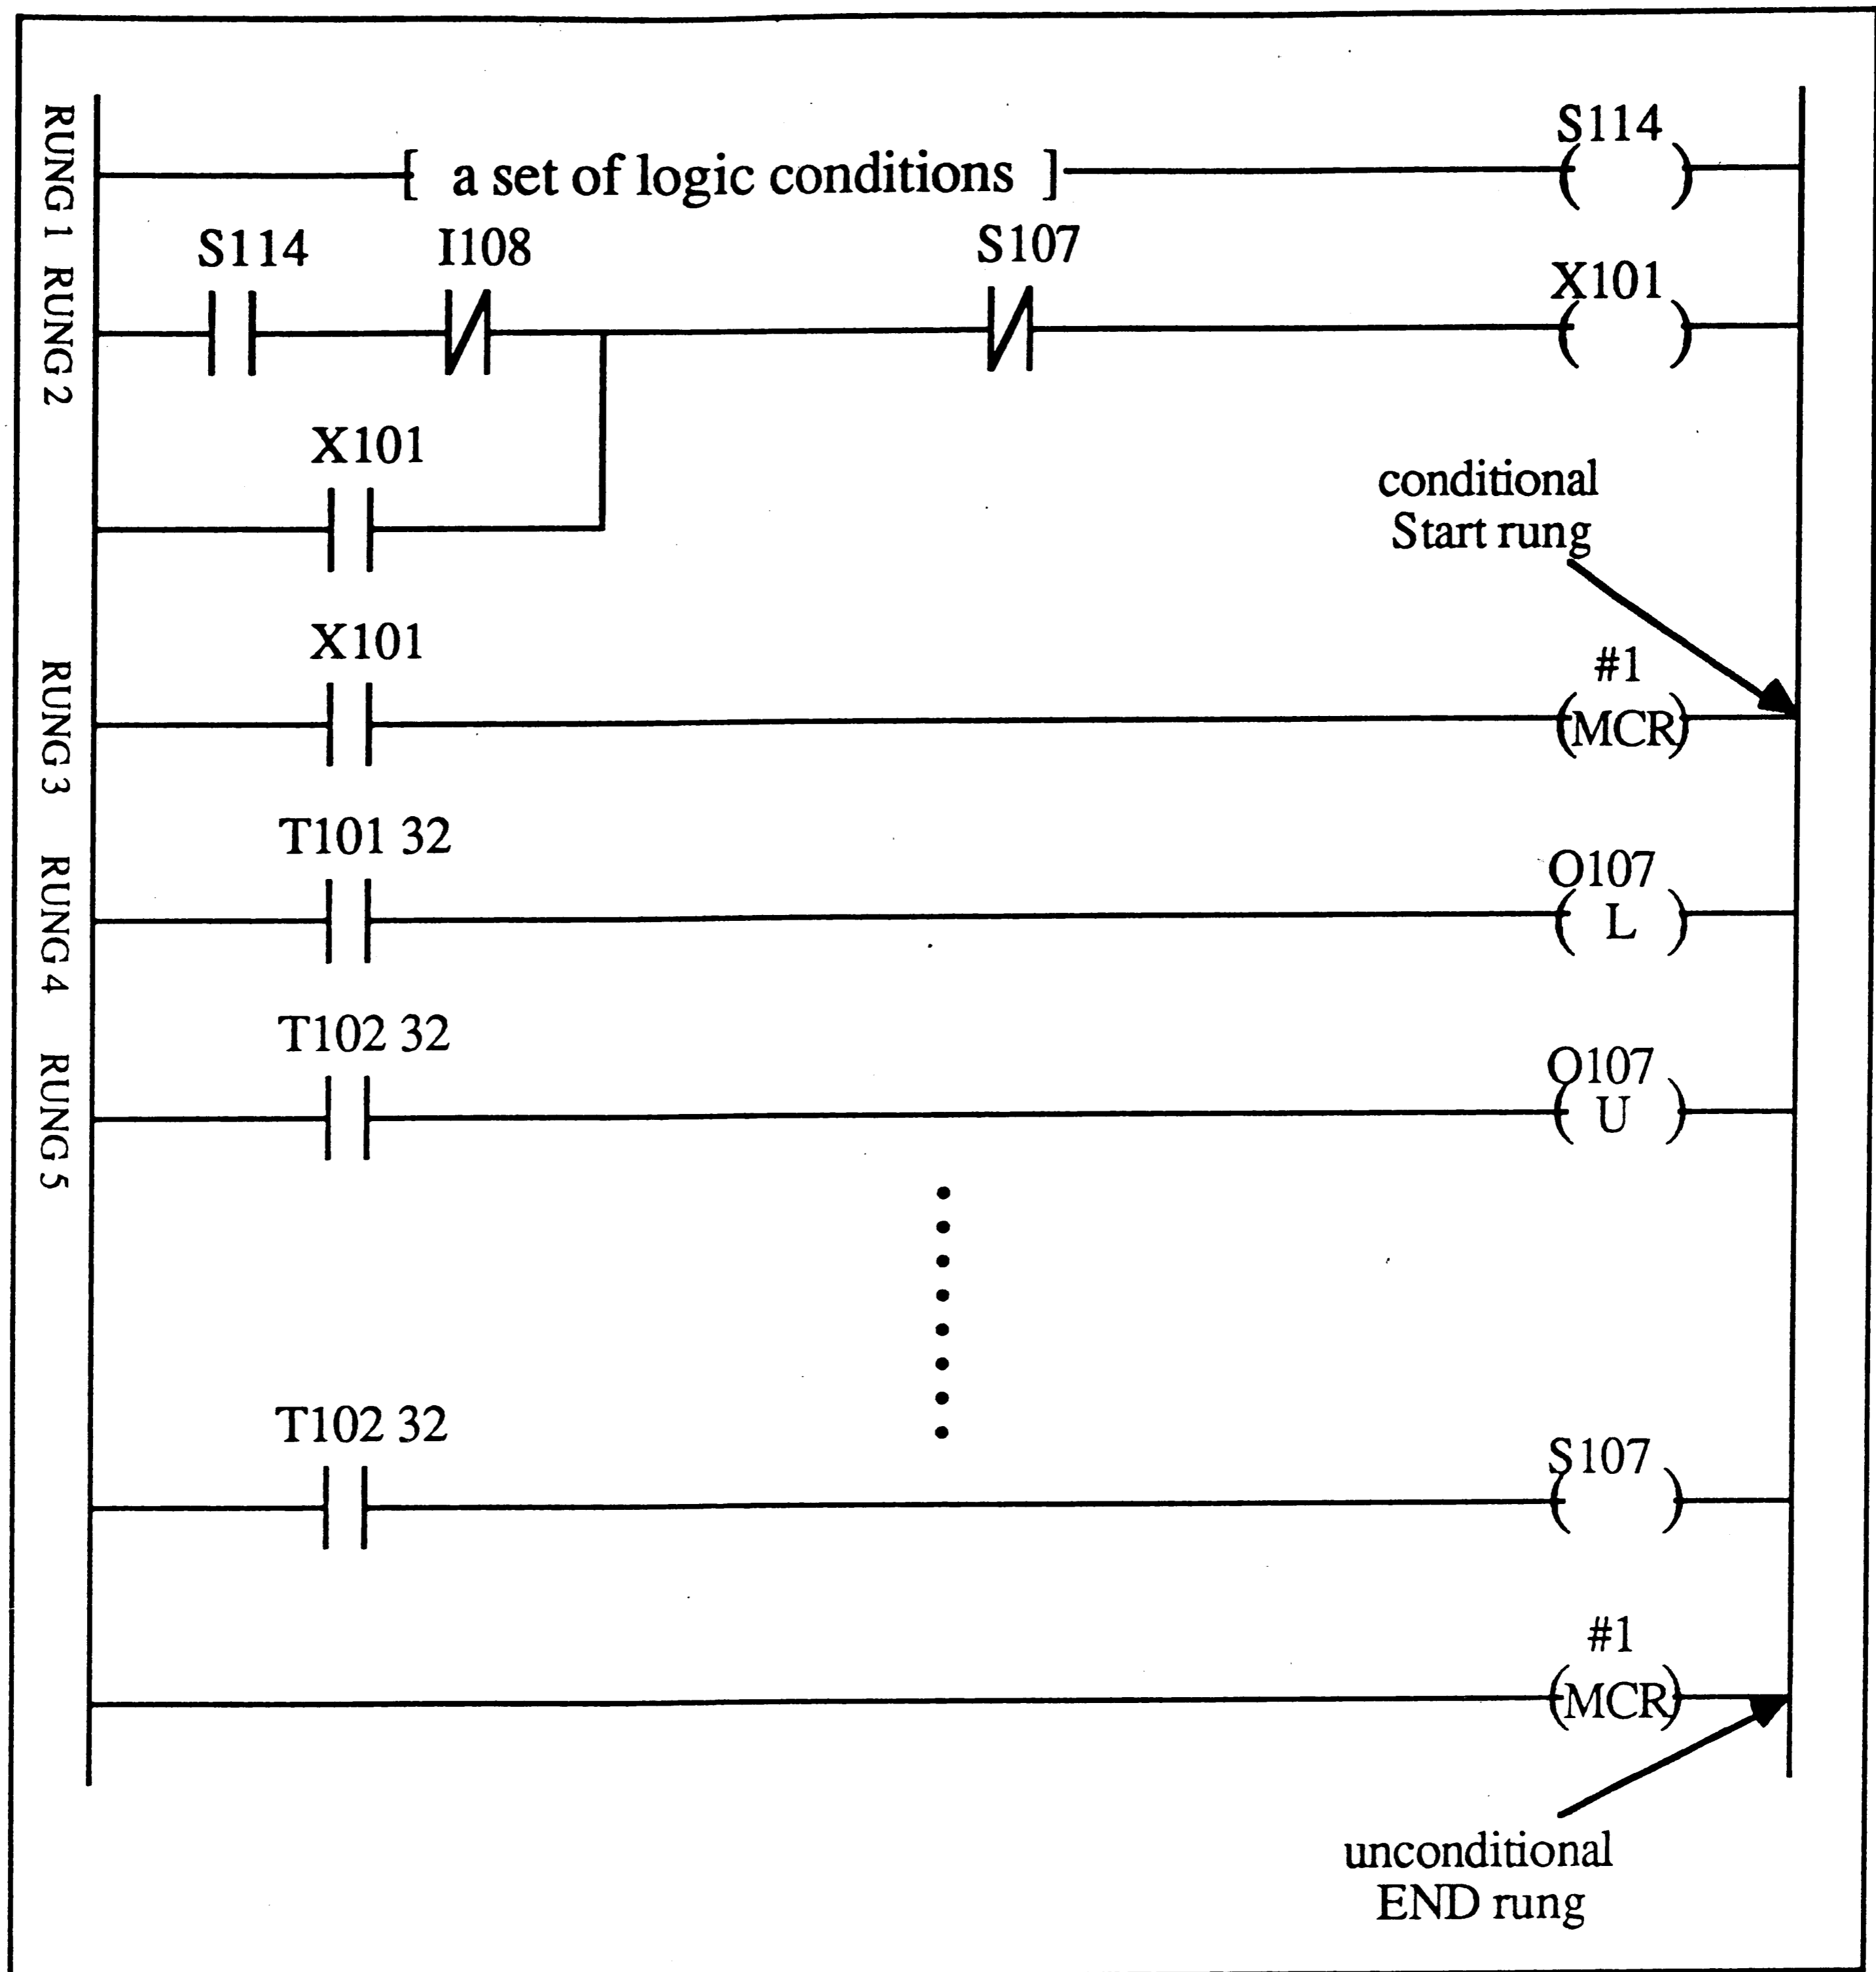 RUNG 1
[ a set of logic conditions ]
S114
( )
RUNG 2
S114
I108
S107
X101
( )
X101
conditional
Start rung
RUNG 3
X101
#1
(MCR)
RUNG 4
T101 32
O107
( L )
RUNG 5
T102 32
O107
( U )
T102 32
S107
( )
#1
(MCR)
unconditional
END rung